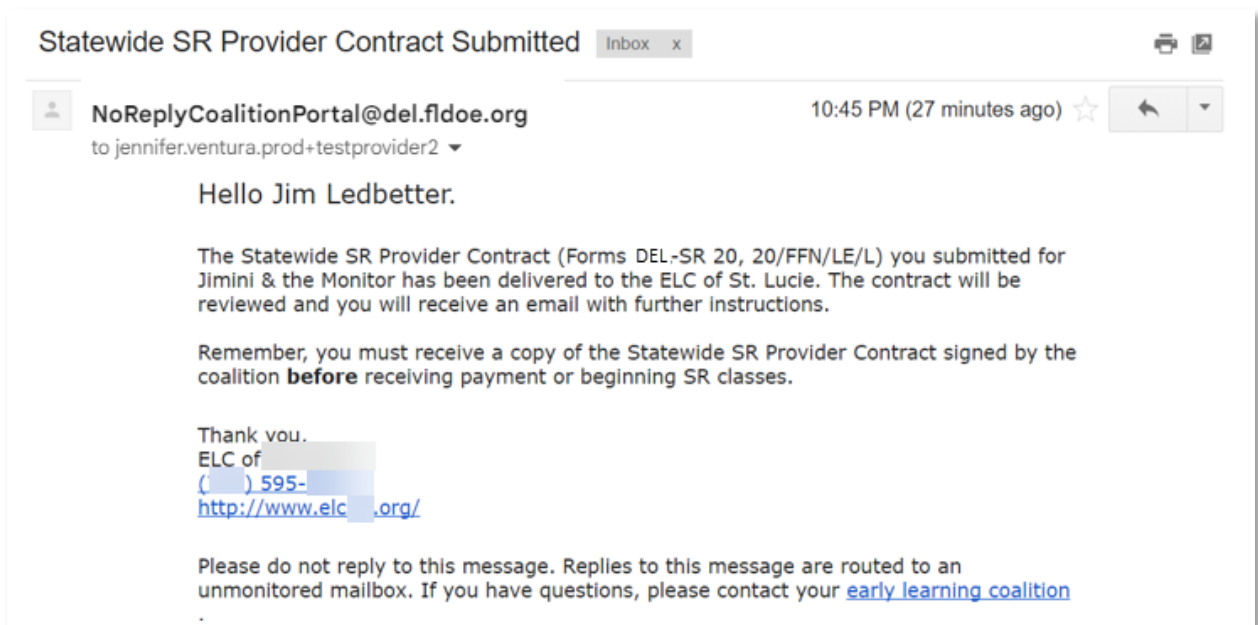 Statewide SR Provider Contract Submitted Inbox x
NoReplyCoalitionPortal@del.fldoe.org 10:45 PM (27 minutes ago)
to jennifer.ventura.prod+testprovider2
Hello Jim Ledbetter.
The Statewide SR Provider Contract (Forms DEL-SR 20, 20/FFN/LE/L) you submitted for
Jimini & the Monitor has been delivered to the ELC of St. Lucie. The contract will be
reviewed and you will receive an email with further instructions.
Remember, you must receive a copy of the Statewide SR Provider Contract signed by the
coalition before receiving payment or beginning SR classes.
Thank you,
ELC of
( ) 595-
http://www.elc .org/
Please do not reply to this message. Replies to this message are routed to an
unmonitored mailbox. If you have questions, please contact your early learning coalition
.